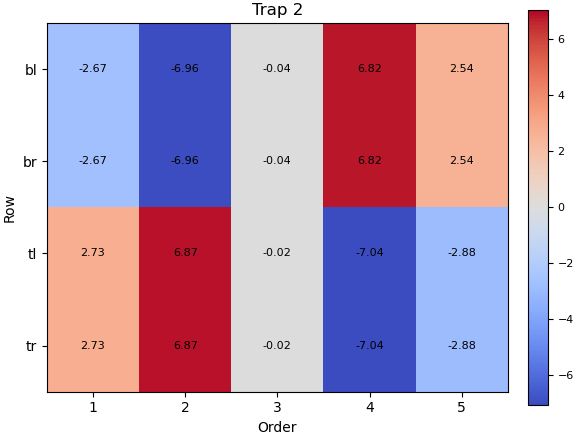 Trap 2
bl -2.67 -6.96 -0.04 6.82 2.54
br -2.67 -6.96 -0.04 6.82 2.54
tl 2.73 6.87 -0.02 -7.04 -2.88
tr 2.73 6.87 -0.02 -7.04 -2.88
1 2 3 4 5
Order
Row
6
4
2
0
−2
−4
−6